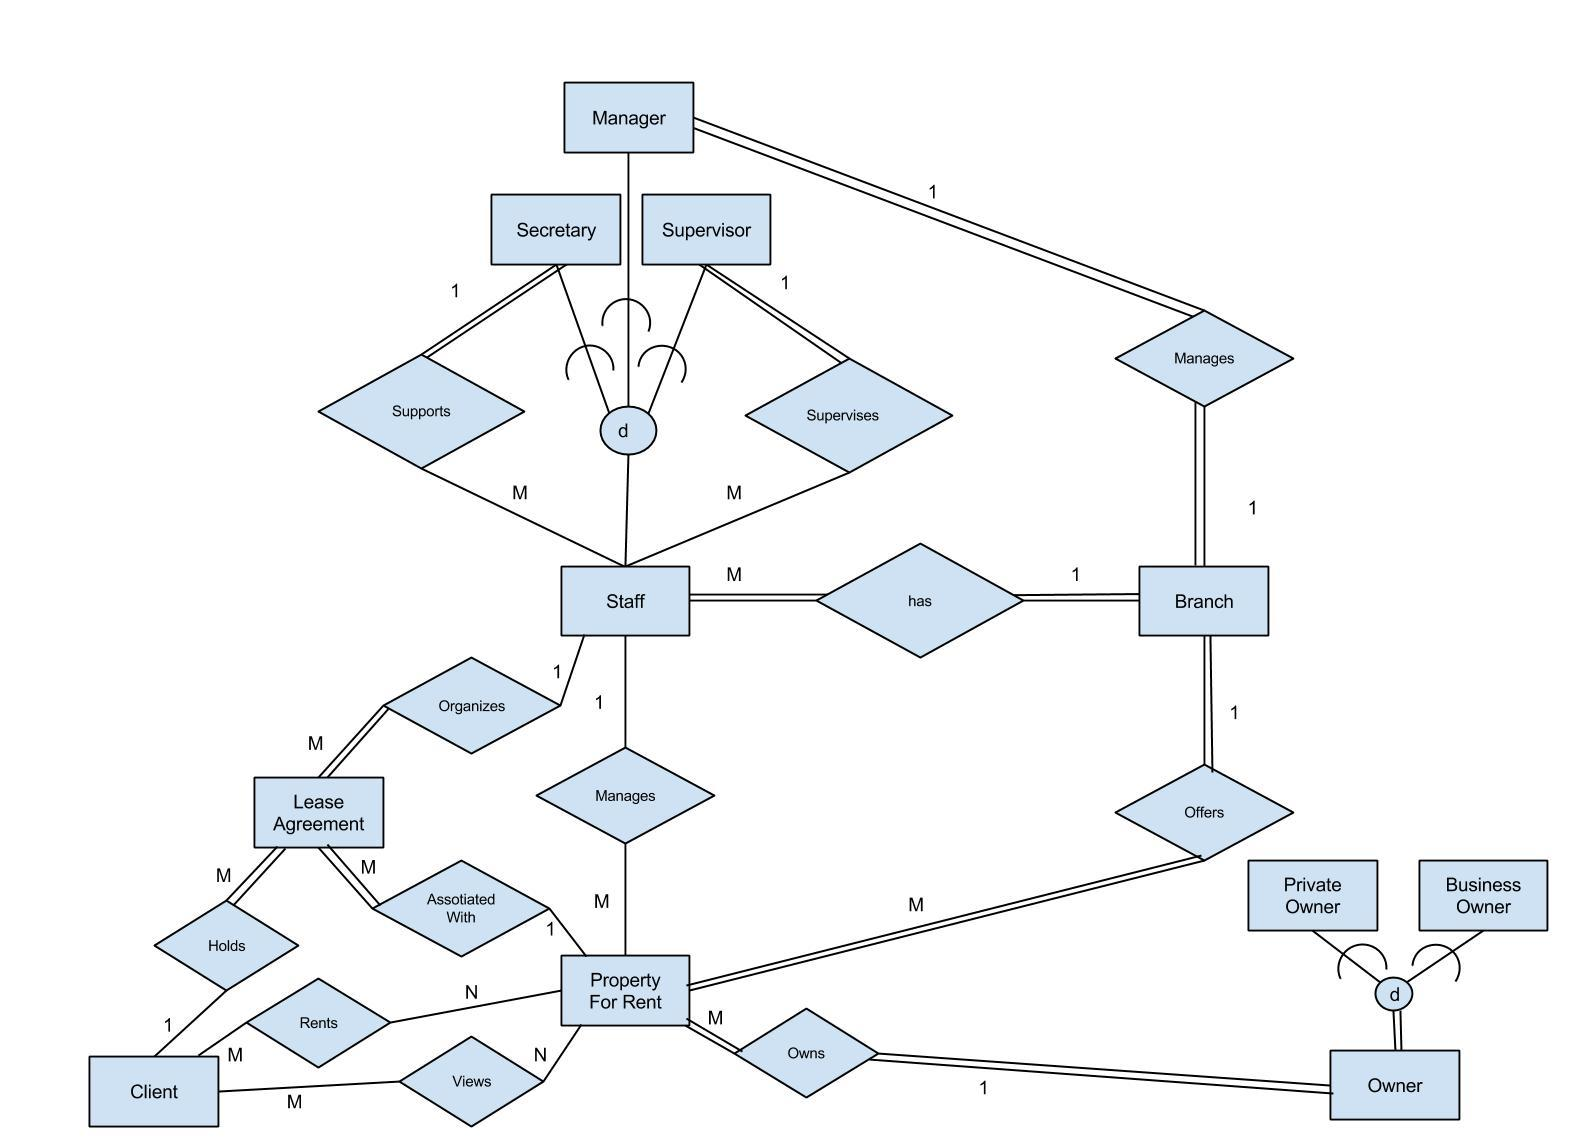 Manager
1
Secretary
Supervisor
1
1
Manages
Supports
Supervises
d
M
M
1
M
1
Staff
has
Branch
1
Organizes
1
1
M
Manages
Lease
Agreement
Offers
M
M
Assotiated
With
M
M
1
Private
Owner
Business
Owner
Holds
Property
For Rent
N
d
1
Rents
M
M
N
Owns
Views
1
Client
M
Owner